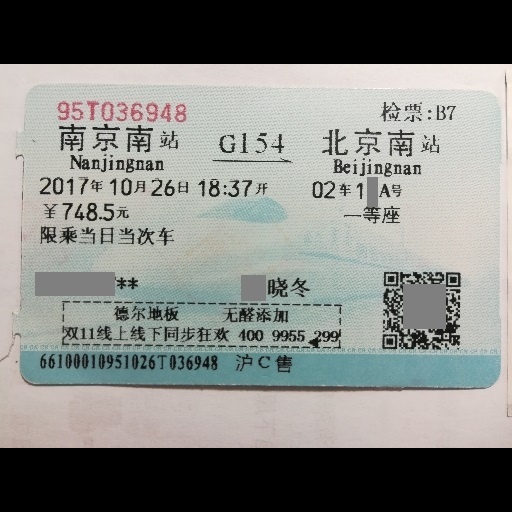 95T036948 检票:B7
南京南站 G154 北京南站
Nanjingnan Beijingnan
2017年10月26日18:37开 02车1 A号
￥748.5元 一等座
限乘当日当次车
** 晓冬
德尔地板 无醛添加
双11线上线下同步狂欢 400 9955 299
66100010951026T036948 沪C售